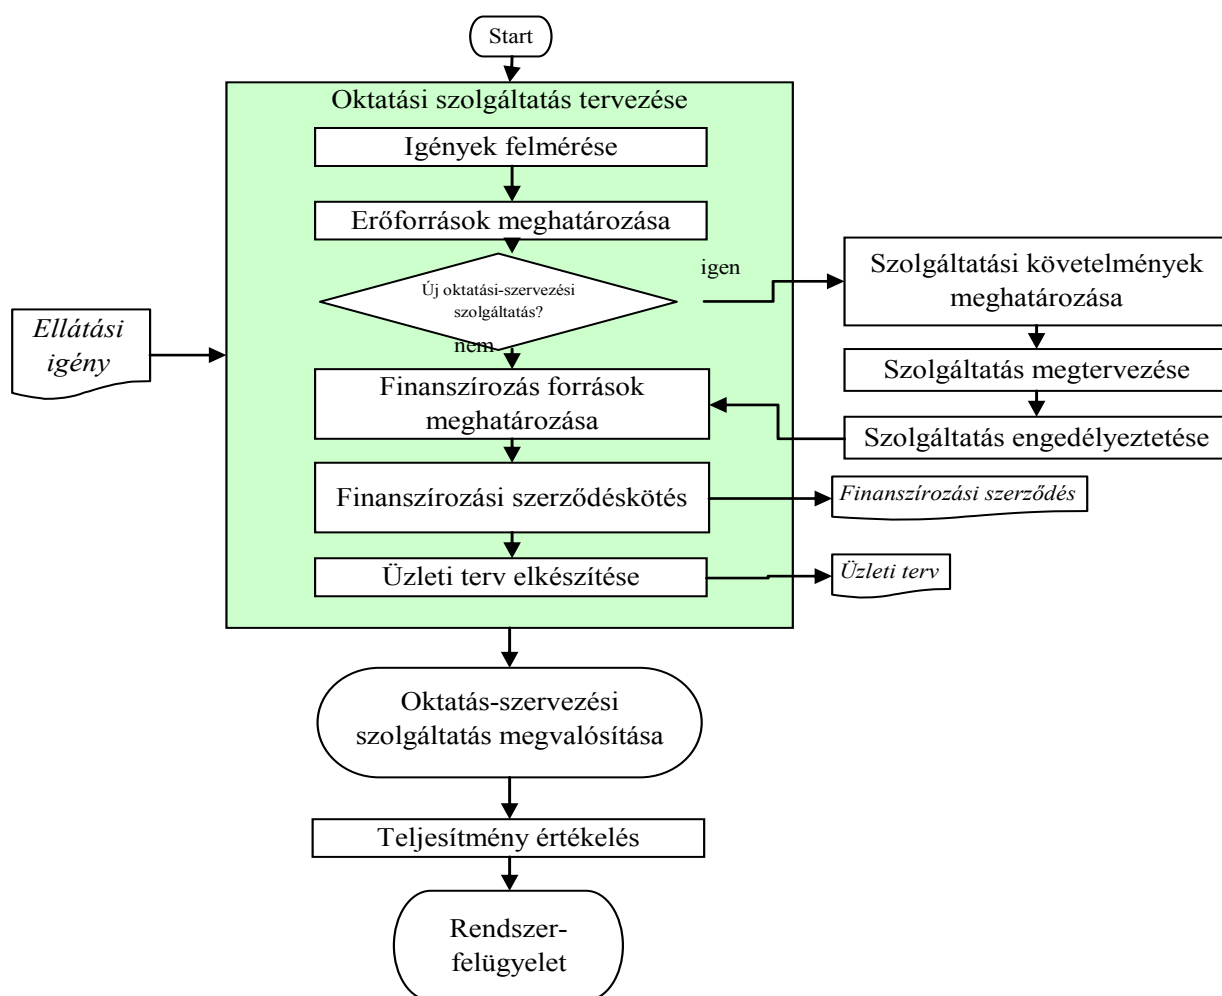 Start
Oktatási szolgáltatás tervezése
Igények felmérése
Erőforrások meghatározása
Új oktatási-szervezési
szolgáltatás?
igen
nem
Szolgáltatási követelmények
meghatározása
Szolgáltatás megtervezése
Szolgáltatás engedélyeztetése
Ellátási
igény
Finanszírozás források
meghatározása
Finanszírozási szerződéskötés
Finanszírozási szerződés
Üzleti terv elkészítése
Üzleti terv
Oktatás-szervezési
szolgáltatás megvalósítása
Teljesítmény értékelés
Rendszer-
felügyelet